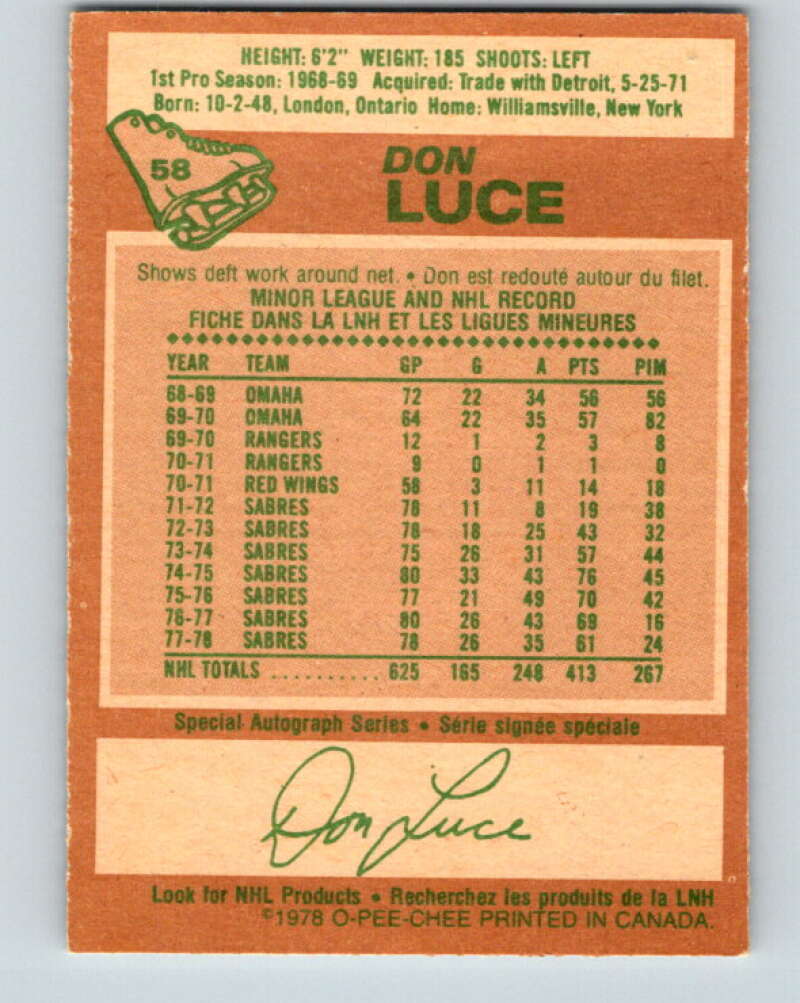 HEIGHT: 6'2" WEIGHT: 185 SHOOTS: LEFT
1st Pro Season: 1968-69 Acquired: Trade with Detroit, 5-25-71
Born: 10-2-48, London, Ontario Home: Williamsville, New York
58
DON
LUCE
Shows deft work around net. • Don est redouté autour du filet.
MINOR LEAGUE AND NHL RECORD
FICHE DANS LA LNH ET LES LIGUES MINEURES
YEAR TEAM GP G A PTS PIM
68-69 OMAHA 72 22 34 56 56
69-70 OMAHA 64 22 35 57 82
69-70 RANGERS 12 1 2 3 8
70-71 RANGERS 9 0 1 1 0
70-71 RED WINGS 58 3 11 14 18
71-72 SABRES 78 11 8 19 38
72-73 SABRES 78 18 25 43 32
73-74 SABRES 75 26 31 57 44
74-75 SABRES 80 33 43 76 45
75-76 SABRES 77 21 49 70 42
76-77 SABRES 80 26 43 69 16
77-78 SABRES 78 26 35 61 24
NHL TOTALS .......... 625 165 248 413 267
Special Autograph Series • Série signée spéciale
Don Luce
Look for NHL Products • Recherchez les produits de la LNH
©1978 O-PEE-CHEE PRINTED IN CANADA.